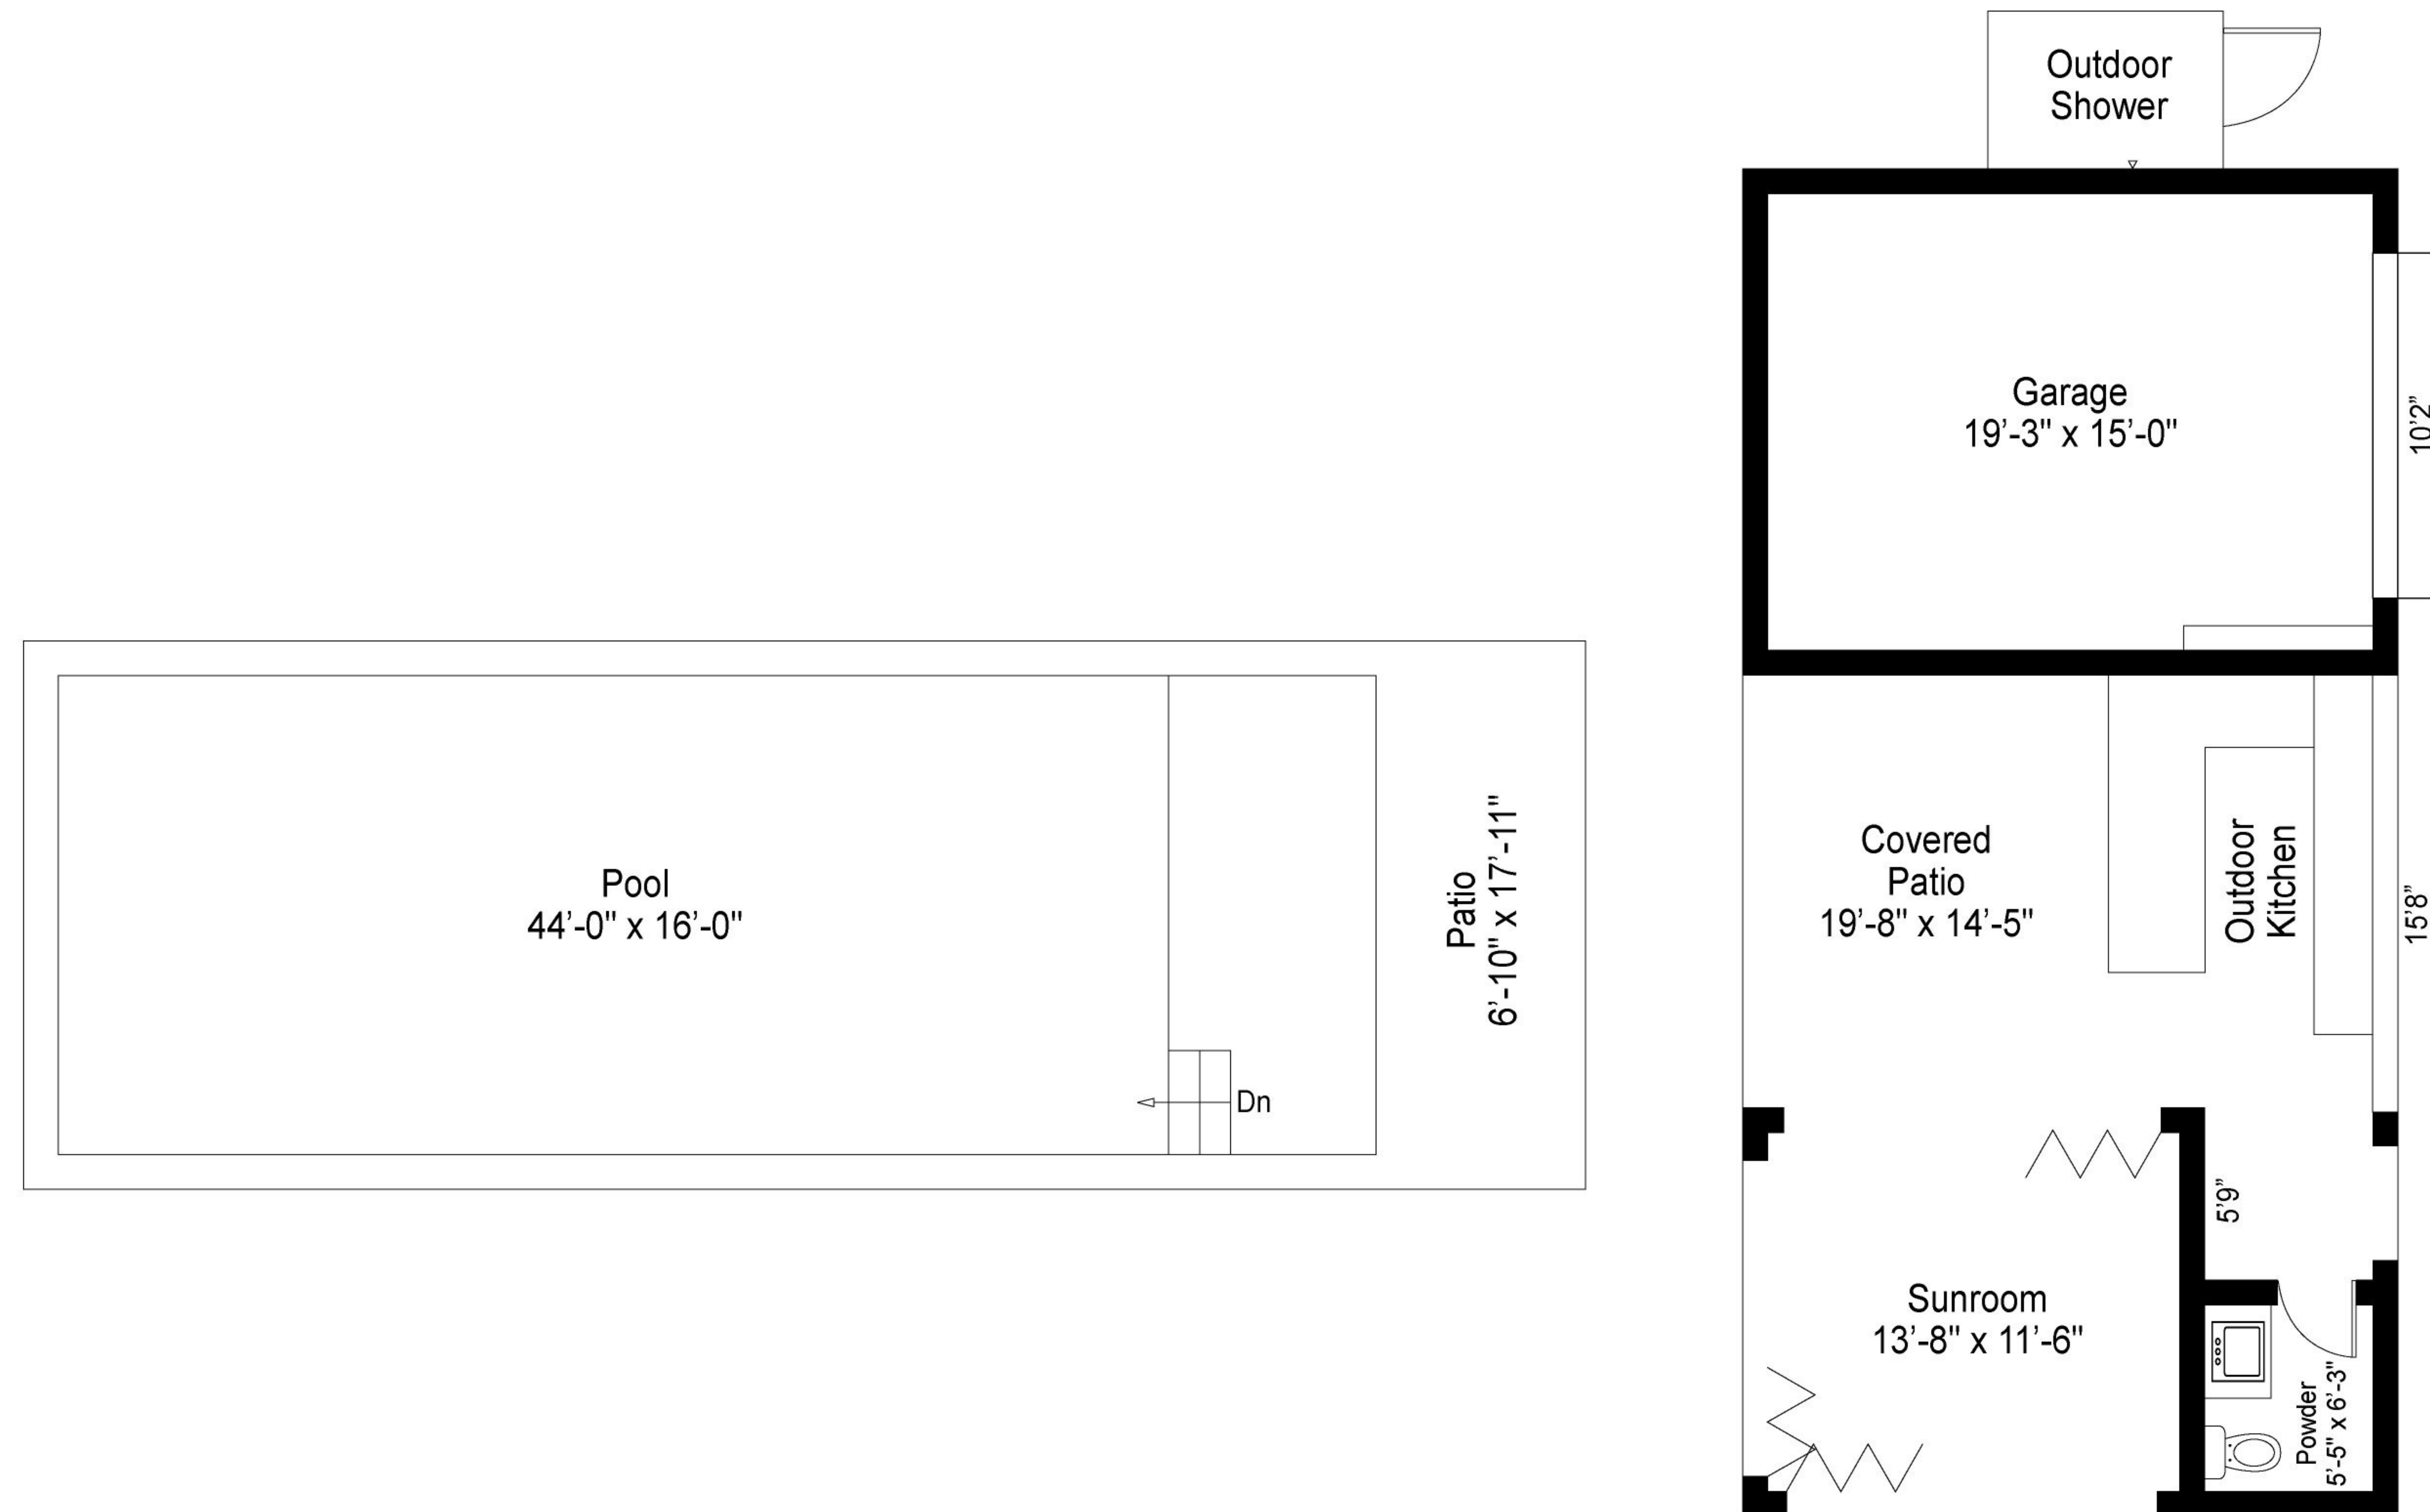 Outdoor
Shower
Garage
19’-3" x 15’-0"
10’2”
Pool
44’-0" x 16’-0"
Dn
Patio
6’-10" x 17’-11"
Covered
Patio
19’-8" x 14’-5"
Outdoor
Kitchen
15’8”
5’9”
Sunroom
13’-8" x 11’-6"
Powder
5’-5" x 6’-3"